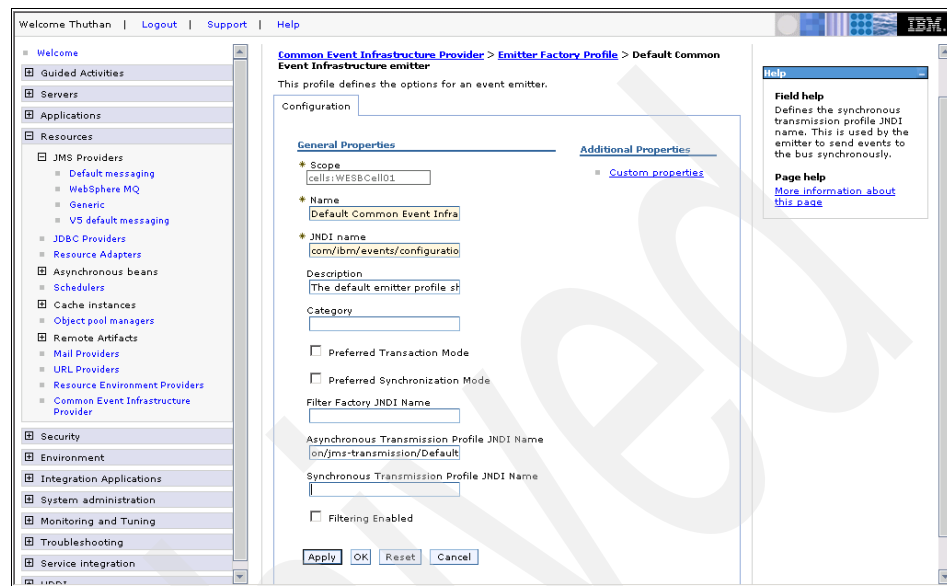 Welcome Thuthan | Logout | Support | Help
IBM.
Welcome
Guided Activities
Servers
Applications
Resources
JMS Providers
Default messaging
WebSphere MQ
Generic
V5 default messaging
JDBC Providers
Resource Adapters
Asynchronous beans
Schedulers
Cache instances
Object pool managers
Remote Artifacts
Mail Providers
URL Providers
Resource Environment Providers
Common Event Infrastructure
Provider
Security
Environment
Integration Applications
System administration
Monitoring and Tuning
Troubleshooting
Service integration
UDDI
Common Event Infrastructure Provider > Emitter Factory Profile > Default Common
Event Infrastructure emitter
This profile defines the options for an event emitter.
Configuration
General Properties
* Scope
cells:WESBCell01
* Name
Default Common Event Infra
* JNDI name
com/ibm/events/configuratio
Description
The default emitter profile sh
Category
Preferred Transaction Mode
Preferred Synchronization Mode
Filter Factory JNDI Name
Asynchronous Transmission Profile JNDI Name
on/jms-transmission/Default
Synchronous Transmission Profile JNDI Name
Filtering Enabled
Apply OK Reset Cancel
Additional Properties
Custom properties
Help
Field help
Defines the synchronous
transmission profile JNDI
name. This is used by the
emitter to send events to
the bus synchronously.
Page help
More information about
this page